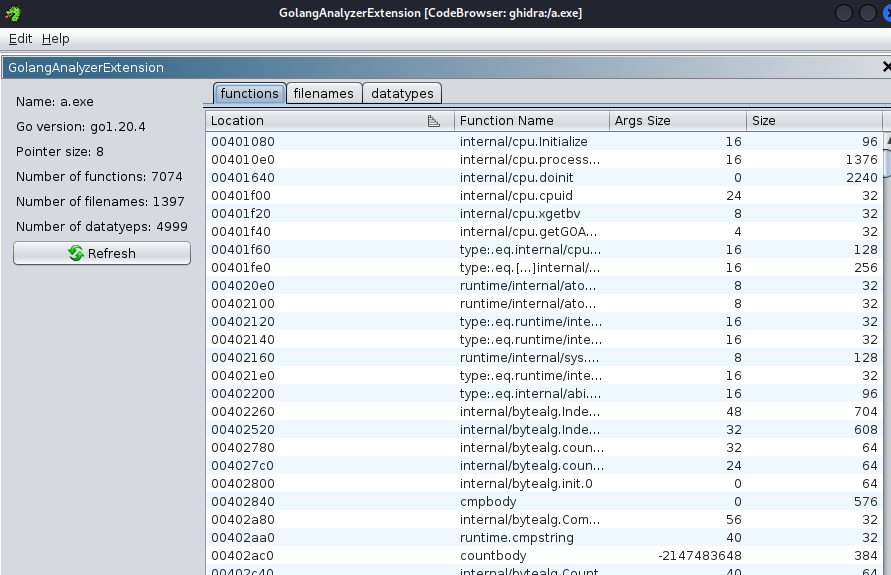 GolangAnalyzerExtension [CodeBrowser: ghidra:/a.exe]
Edit Help
GolangAnalyzerExtension
Name: a.exe
Go version: go1.20.4
Pointer size: 8
Number of functions: 7074
Number of filenames: 1397
Number of datatyeps: 4999
Refresh
functions filenames datatypes
Location Function Name Args Size Size
00401080 internal/cpu.Initialize 16 96
004010e0 internal/cpu.process... 16 1376
00401640 internal/cpu.doinit 0 2240
00401f00 internal/cpu.cpuid 24 32
00401f20 internal/cpu.xgetbv 8 32
00401f40 internal/cpu.getGOA... 4 32
00401f60 type:.eq.internal/cpu... 16 128
00401fe0 type:.eq.[...]internal/... 16 256
004020e0 runtime/internal/ato... 8 32
00402100 runtime/internal/ato... 8 32
00402120 type:.eq.runtime/inte... 16 32
00402140 type:.eq.runtime/inte... 16 32
00402160 runtime/internal/sys.... 8 128
004021e0 type:.eq.runtime/inte... 16 32
00402200 type:.eq.internal/abi.... 16 96
00402260 internal/bytealg.Inde... 48 704
00402520 internal/bytealg.Inde... 32 608
00402780 internal/bytealg.coun... 32 64
004027c0 internal/bytealg.coun... 24 64
00402800 internal/bytealg.init.0 0 64
00402840 cmpbody 0 576
00402a80 internal/bytealg.Com... 56 32
00402aa0 runtime.cmpstring 40 32
00402ac0 countbody -2147483648 384
00402c40 internal/bytealg.Count 40 64